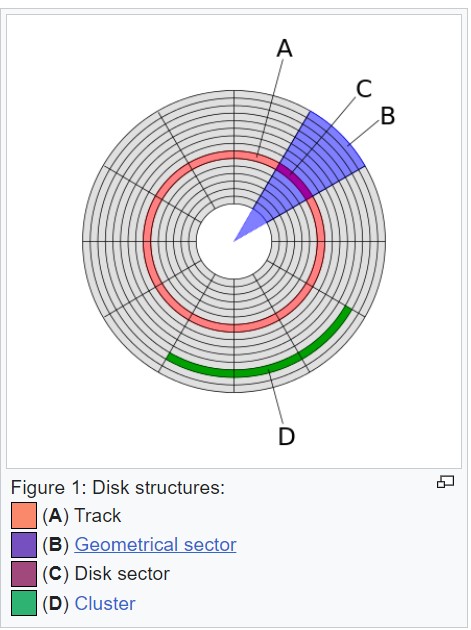 A
C
B
D
Figure 1: Disk structures:
(A) Track
(B) Geometrical sector
(C) Disk sector
(D) Cluster